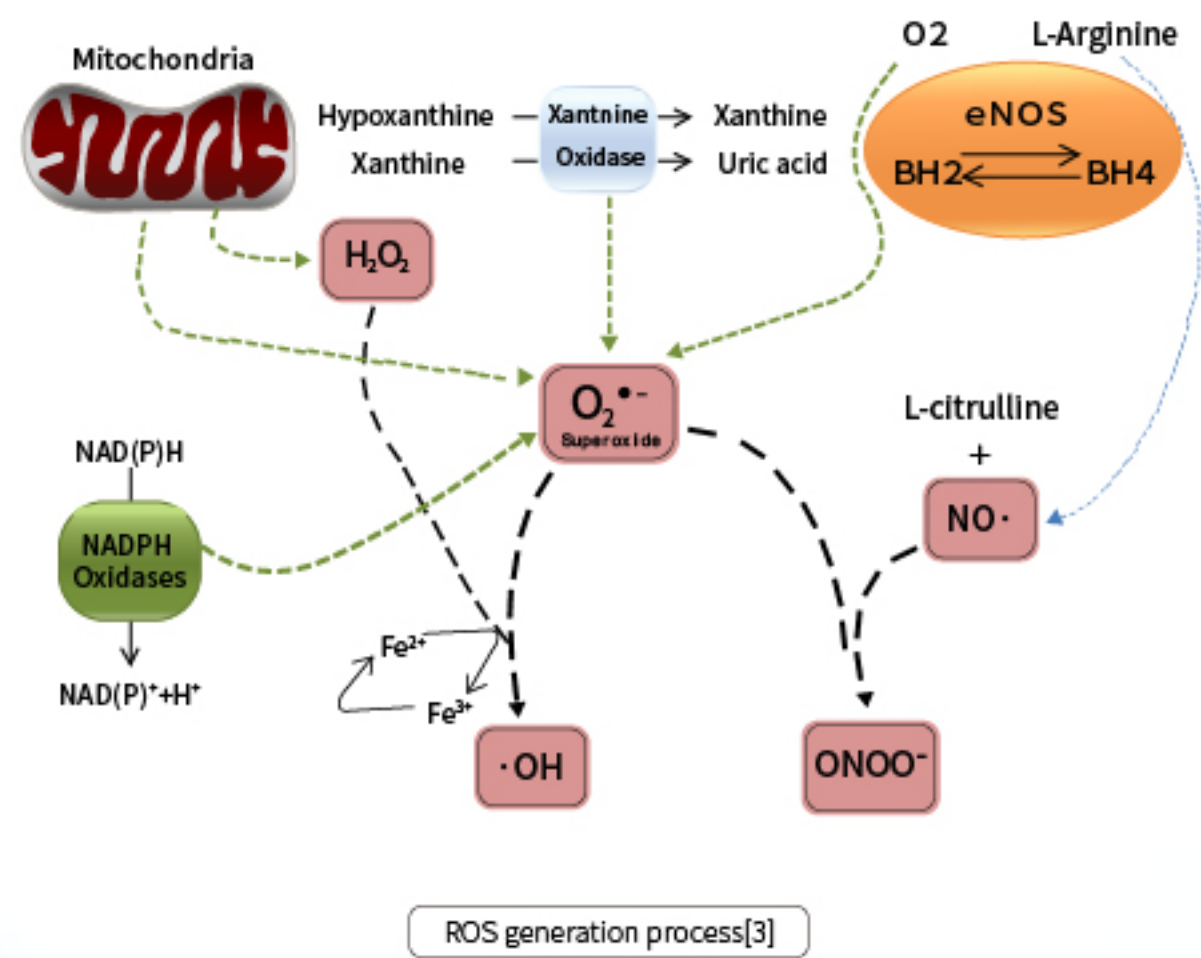 O2
L-Arginine
Mitochondria
Hypoxanthine
Xantnine
Xanthine
Xanthine
Oxidase
Uric acid
eNOS
BH2
BH4
H₂O₂
O₂•−
Superoxide
L-citrulline
+
NO·
NAD(P)H
NADPH
Oxidases
NAD(P)⁺+H⁺
Fe²⁺
Fe³⁺
·OH
ONOO⁻
ROS generation process[3]